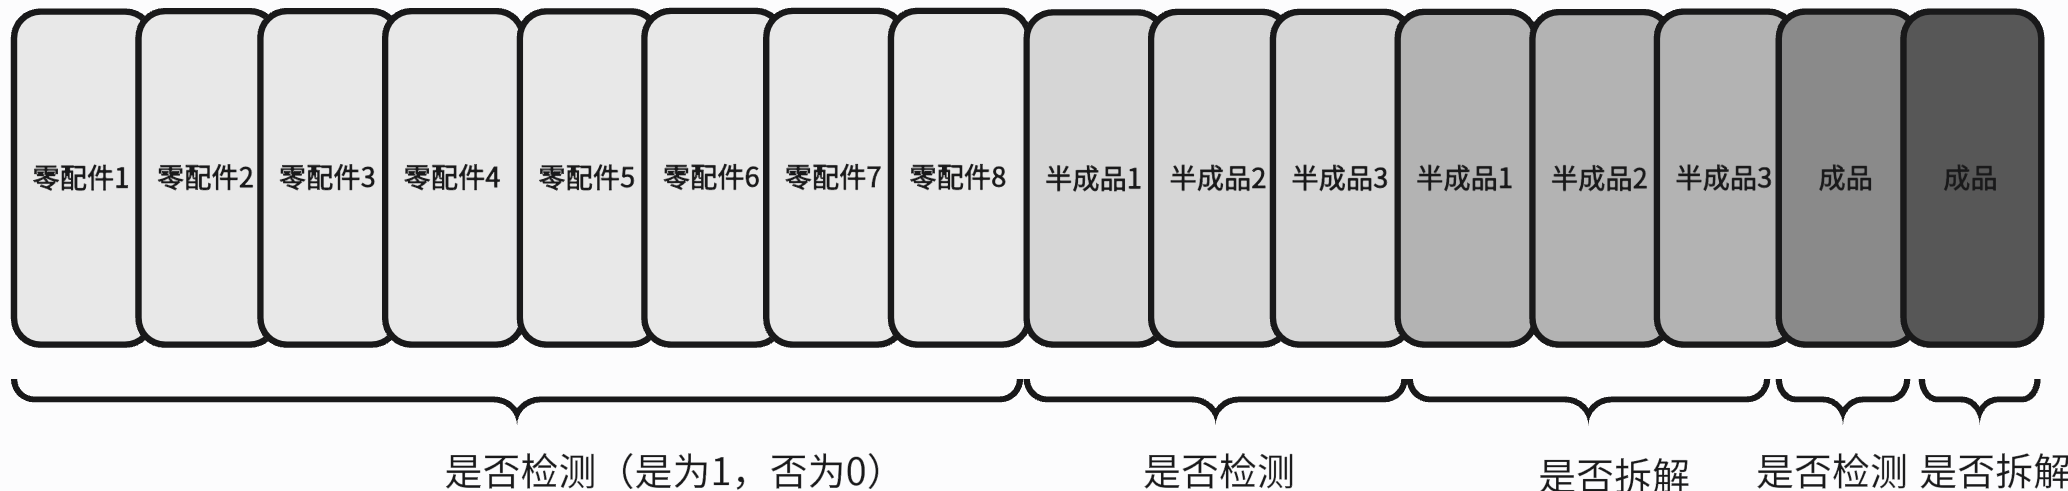 零配件1 零配件2 零配件3 零配件4 零配件5 零配件6 零配件7 零配件8 半成品1 半成品2 半成品3 半成品1 半成品2 半成品3 成品 成品
是否检测（是为1，否为0） 是否检测 是否拆解 是否检测 是否拆解